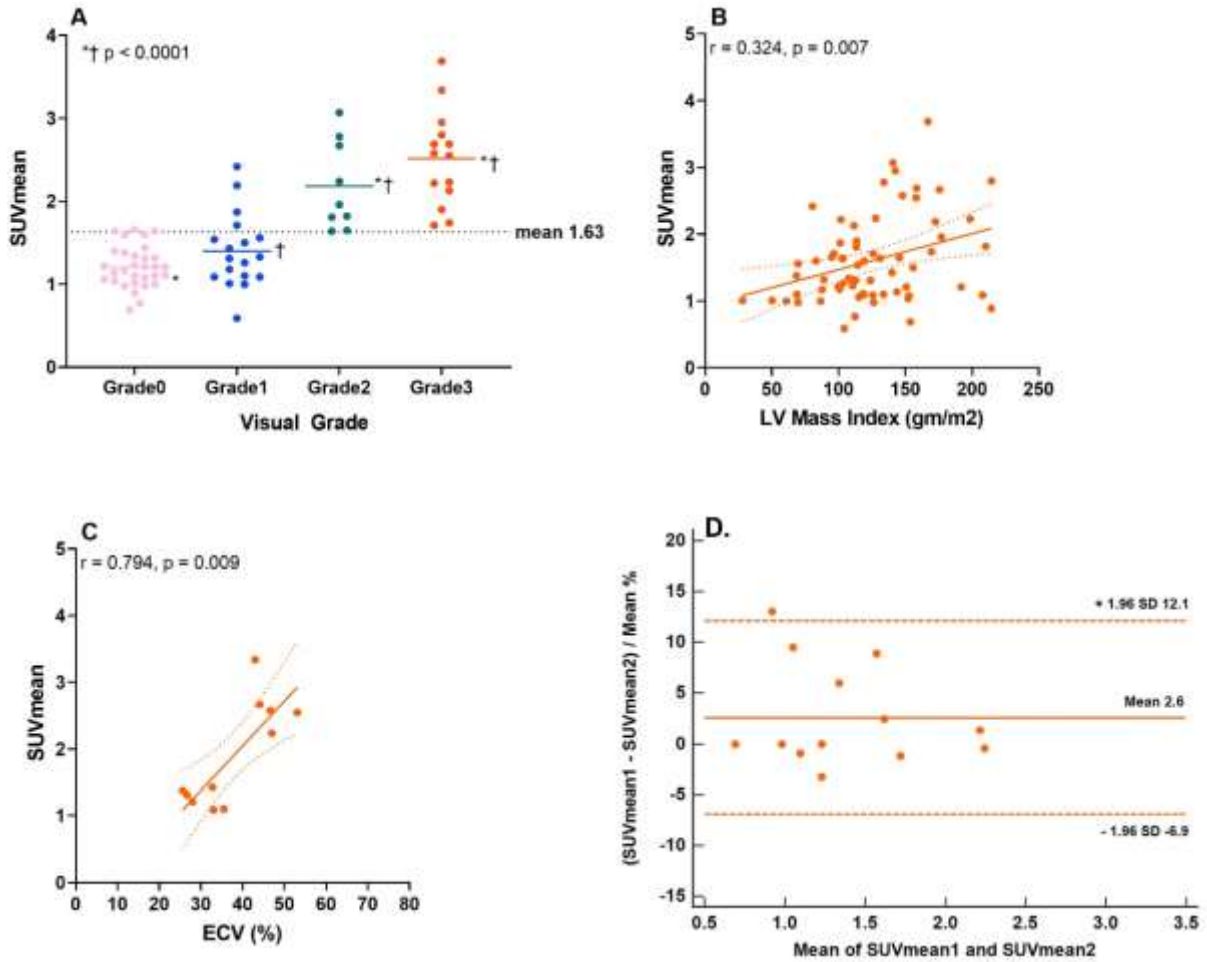 A
*† p < 0.0001
4
3
2
1
0
SUVmean
*
†
*†
*†
mean 1.63
Grade0 Grade1 Grade2 Grade3
Visual Grade
B
r = 0.324, p = 0.007
5
4
3
2
1
0
SUVmean
0 50 100 150 200 250
LV Mass Index (gm/m2)
C
r = 0.794, p = 0.009
5
4
3
2
1
0
SUVmean
0 10 20 30 40 50 60 70 80
ECV (%)
D.
20
15
10
5
0
-5
-10
-15
(SUVmean1 - SUVmean2) / Mean %
+ 1.96 SD 12.1
Mean 2.6
- 1.96 SD -6.9
0.5 1.0 1.5 2.0 2.5 3.0 3.5
Mean of SUVmean1 and SUVmean2